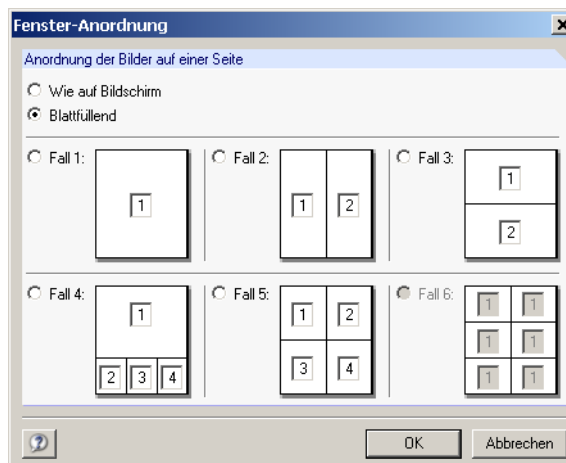 Fenster-Anordnung
Anordnung der Bilder auf einer Seite
Wie auf Bildschirm
Blattfüllend
Fall 1:
1
Fall 2:
1 2
Fall 3:
1
2
Fall 4:
1
2 3 4
Fall 5:
1 2
3 4
Fall 6:
1 1
1 1
1 1
OK Abbrechen